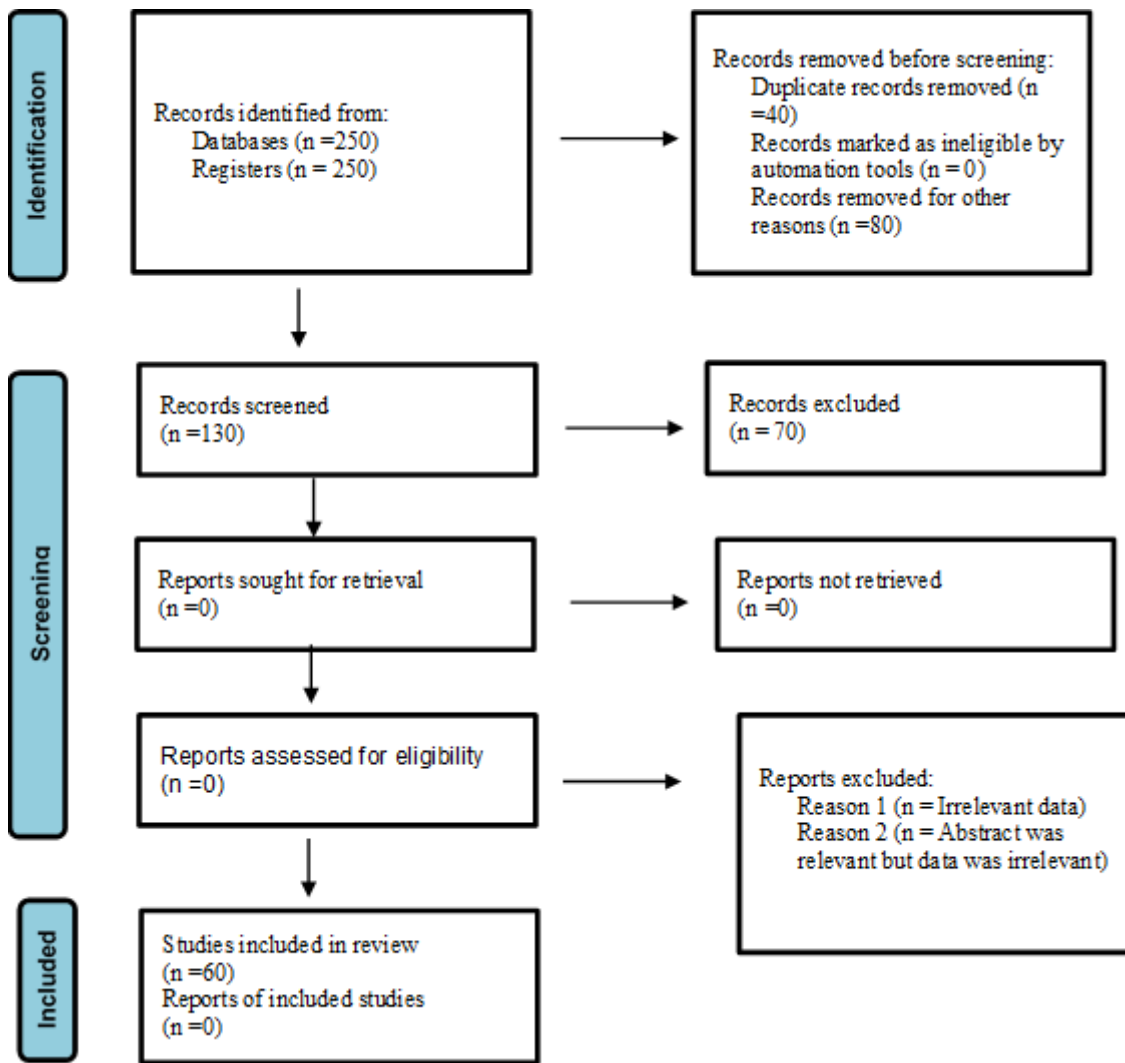 Identification
Records identified from:
Databases (n =250)
Registers (n = 250)
Records removed before screening:
Duplicate records removed (n
=40)
Records marked as ineligible by
automation tools (n = 0)
Records removed for other
reasons (n =80)
Screening
Records screened
(n =130)
Records excluded
(n = 70)
Reports sought for retrieval
(n =0)
Reports not retrieved
(n =0)
Reports assessed for eligibility
(n =0)
Reports excluded:
Reason 1 (n = Irrelevant data)
Reason 2 (n = Abstract was
relevant but data was irrelevant)
Included
Studies included in review
(n =60)
Reports of included studies
(n =0)